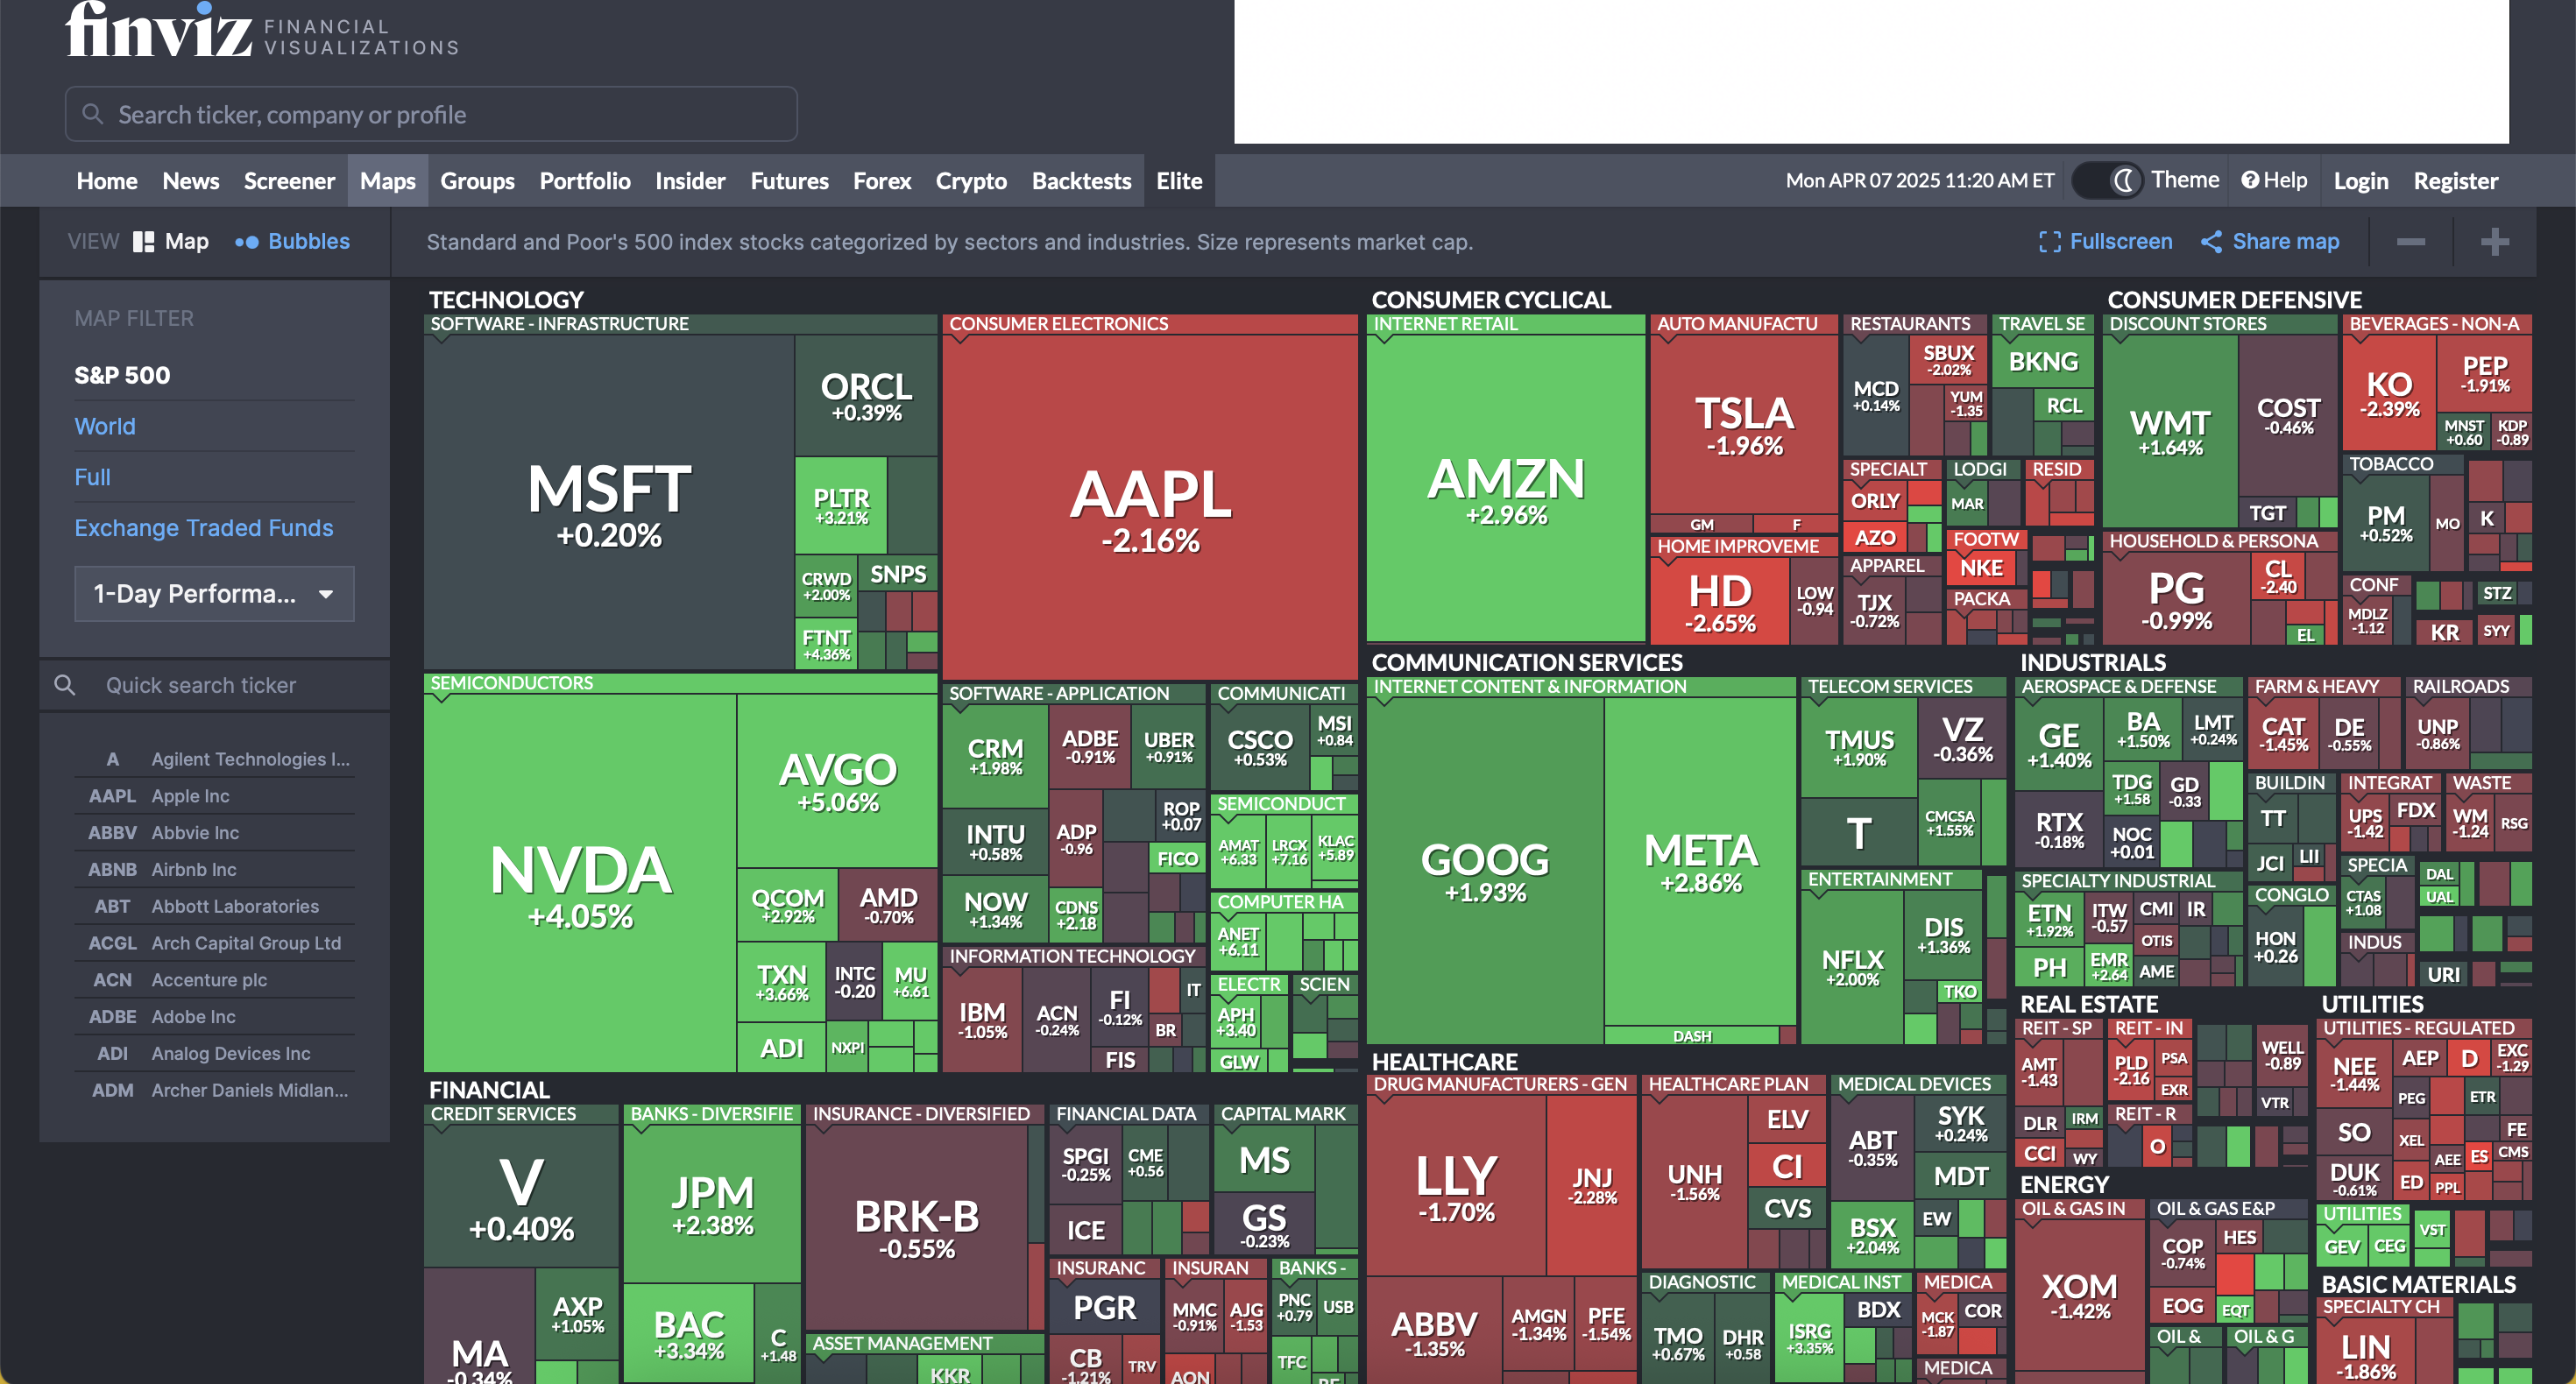 finviz FINANCIAL
VISUALIZATIONS
Search ticker, company or profile
Home News Screener Maps Groups Portfolio Insider Futures Forex Crypto Backtests Elite
Mon APR 07 2025 11:20 AM ET Theme Help Login Register
VIEW Map Bubbles
Standard and Poor's 500 index stocks categorized by sectors and industries. Size represents market cap.
Fullscreen Share map
MAP FILTER
S&P 500
World
Full
Exchange Traded Funds
1-Day Performa...
Quick search ticker
A Agilent Technologies I...
AAPL Apple Inc
ABBV Abbvie Inc
ABNB Airbnb Inc
ABT Abbott Laboratories
ACGL Arch Capital Group Ltd
ACN Accenture plc
ADBE Adobe Inc
ADI Analog Devices Inc
ADM Archer Daniels Midlan...
TECHNOLOGY
SOFTWARE - INFRASTRUCTURE
MSFT
+0.20%
ORCL
+0.39%
PLTR
+3.21%
CRWD
+2.00%
SNPS
FTNT
+4.36%
CONSUMER ELECTRONICS
AAPL
-2.16%
SEMICONDUCTORS
NVDA
+4.05%
AVGO
+5.06%
QCOM
+2.92%
AMD
-0.70%
TXN
+3.66%
INTC
-0.20
MU
+6.61
ADI
NXPI
SOFTWARE - APPLICATION
CRM
+1.98%
ADBE
-0.91%
UBER
+0.91%
INTU
+0.58%
ADP
-0.96
ROP
+0.07
FICO
NOW
+1.34%
CDNS
+2.18
COMMUNICATI
CSCO
+0.53%
MSI
+0.84
SEMICONDUCT
AMAT
+6.33
LRCX
+7.16
KLAC
+5.89
COMPUTER HA
ANET
+6.11
INFORMATION TECHNOLOGY
IBM
-1.05%
ACN
-0.24%
FI
-0.12%
IT
BR
FIS
ELECTR
APH
+3.40
GLW
SCIEN
FINANCIAL
CREDIT SERVICES
V
+0.40%
MA
-0.34%
AXP
+1.05%
BANKS - DIVERSIFIE
JPM
+2.38%
BAC
+3.34%
C
+1.48
INSURANCE - DIVERSIFIED
BRK-B
-0.55%
ASSET MANAGEMENT
KKR
FINANCIAL DATA
SPGI
-0.25%
CME
+0.56
ICE
CAPITAL MARK
MS
GS
-0.23%
INSURANC
PGR
CB
-1.21%
TRV
INSURAN
MMC
-0.91%
AJG
-1.53
AON
BANKS -
PNC
+0.79
USB
TFC
CONSUMER CYCLICAL
INTERNET RETAIL
AMZN
+2.96%
AUTO MANUFACTU
TSLA
-1.96%
GM
F
HOME IMPROVEME
HD
-2.65%
LOW
-0.94
RESTAURANTS
MCD
+0.14%
SBUX
-2.02%
YUM
-1.35
TRAVEL SE
BKNG
RCL
SPECIALT
ORLY
AZO
LODGI
MAR
RESID
APPAREL
TJX
-0.72%
FOOTW
NKE
PACKA
CONSUMER DEFENSIVE
DISCOUNT STORES
WMT
+1.64%
COST
-0.46%
TGT
BEVERAGES - NON-A
KO
-2.39%
PEP
-1.91%
MNST
+0.60
KDP
-0.89
HOUSEHOLD & PERSONA
PG
-0.99%
CL
-2.40
EL
TOBACCO
PM
+0.52%
MO
K
CONF
MDLZ
-1.12
STZ
KR
SYY
COMMUNICATION SERVICES
INTERNET CONTENT & INFORMATION
GOOG
+1.93%
META
+2.86%
DASH
TELECOM SERVICES
TMUS
+1.90%
VZ
-0.36%
T
CMCSA
+1.55%
ENTERTAINMENT
NFLX
+2.00%
DIS
+1.36%
TKO
INDUSTRIALS
AEROSPACE & DEFENSE
GE
+1.40%
BA
+1.50%
LMT
+0.24%
RTX
-0.18%
TDG
+1.58
GD
-0.33
NOC
+0.01
FARM & HEAVY
CAT
-1.45%
DE
-0.55%
RAILROADS
UNP
-0.86%
BUILDIN
TT
JCI
LII
INTEGRAT
UPS
-1.42
FDX
WASTE
WM
-1.24
RSG
SPECIALTY INDUSTRIAL
ETN
+1.92%
ITW
-0.57
CMI
IR
OTIS
PH
EMR
+2.64
AME
CONGLO
HON
+0.26
SPECIA
CTAS
+1.08
DAL
UAL
INDUS
URI
HEALTHCARE
DRUG MANUFACTURERS - GEN
LLY
-1.70%
JNJ
-2.28%
ABBV
-1.35%
AMGN
-1.34%
PFE
-1.54%
HEALTHCARE PLAN
UNH
-1.56%
ELV
CI
CVS
MEDICAL DEVICES
ABT
-0.35%
SYK
+0.24%
MDT
BSX
+2.04%
EW
DIAGNOSTIC
TMO
+0.67%
DHR
+0.58
MEDICAL INST
ISRG
+3.35%
BDX
MEDICA
MCK
-1.87
COR
MEDICA
REAL ESTATE
REIT - SP
AMT
-1.43
DLR
IRM
CCI
WY
REIT - IN
PLD
-2.16
PSA
EXR
REIT - R
O
WELL
-0.89
VTR
UTILITIES
UTILITIES - REGULATED
NEE
-1.44%
AEP
D
EXC
-1.29
PEG
ETR
SO
XEL
FE
AEE
ES
CMS
DUK
-0.61%
ED
PPL
UTILITIES
GEV
CEG
VST
ENERGY
OIL & GAS IN
XOM
-1.42%
OIL & GAS E&P
COP
-0.74%
HES
EOG
EQT
OIL &
OIL & G
BASIC MATERIALS
SPECIALTY CH
LIN
-1.86%